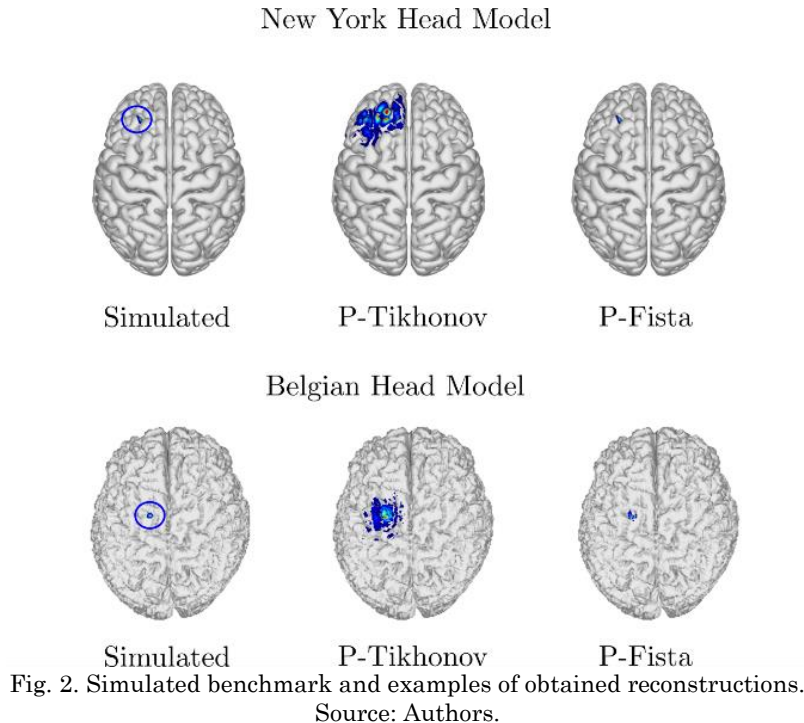 New York Head Model
Simulated P-Tikhonov P-Fista
Belgian Head Model
Simulated P-Tikhonov P-Fista
Fig. 2. Simulated benchmark and examples of obtained reconstructions.
Source: Authors.